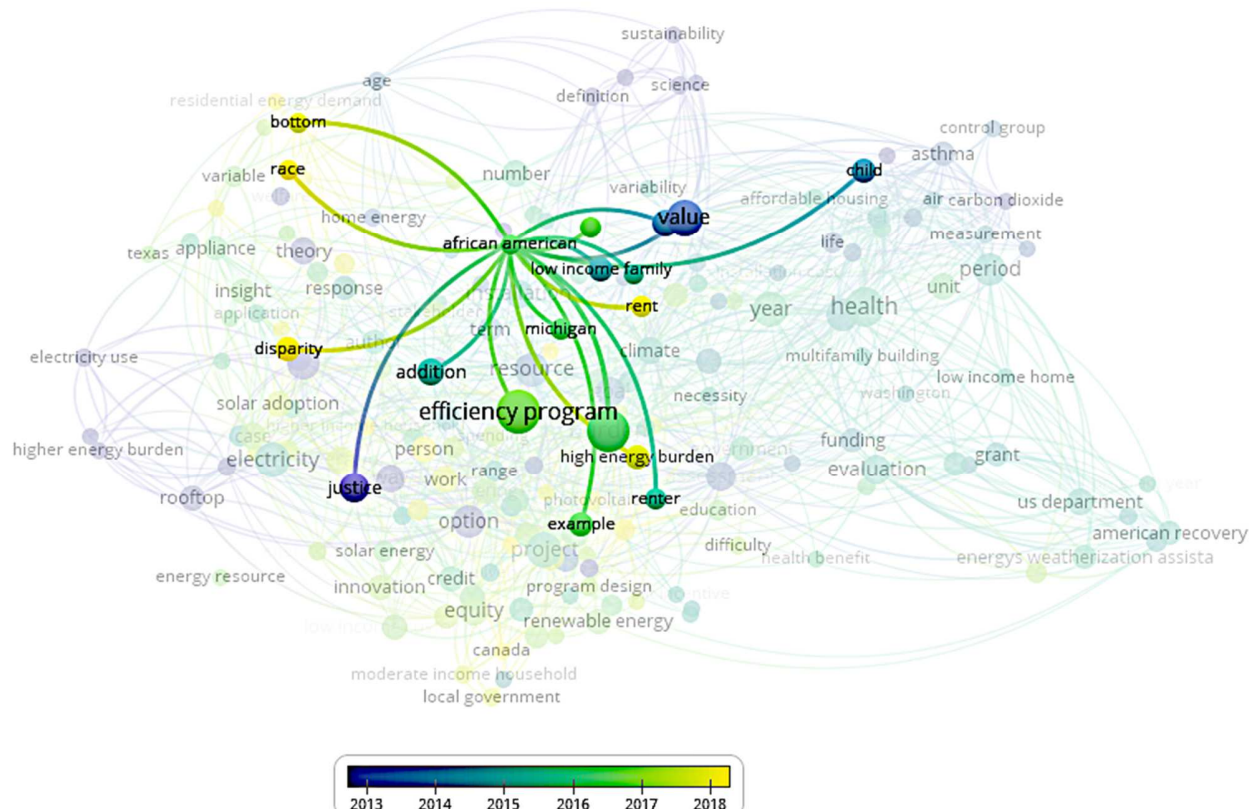 sustainability
age
science
residential energy demand
definition
bottom
control group
asthma
race
variable
number
child
variability
affordable housing
air carbon dioxide
home energy
value
african american
life
measurement
texas
appliance
theory
low income family
period
insight
response
unit
application
rent
year
health
term
michigan
disparity
climate
electricity use
multifamily building
addition
resource
low income home
necessity
washington
solar adoption
efficiency program
case
person
funding
higher energy burden
high energy burden
grant
electricity
range
evaluation
work
justice
rooftop
renter
us department
option
example
education
american recovery
difficulty
solar energy
project
health benefit
energys weatherization assista
energy resource
innovation
credit
program design
equity
renewable energy
canada
moderate income household
local government
2013 2014 2015 2016 2017 2018